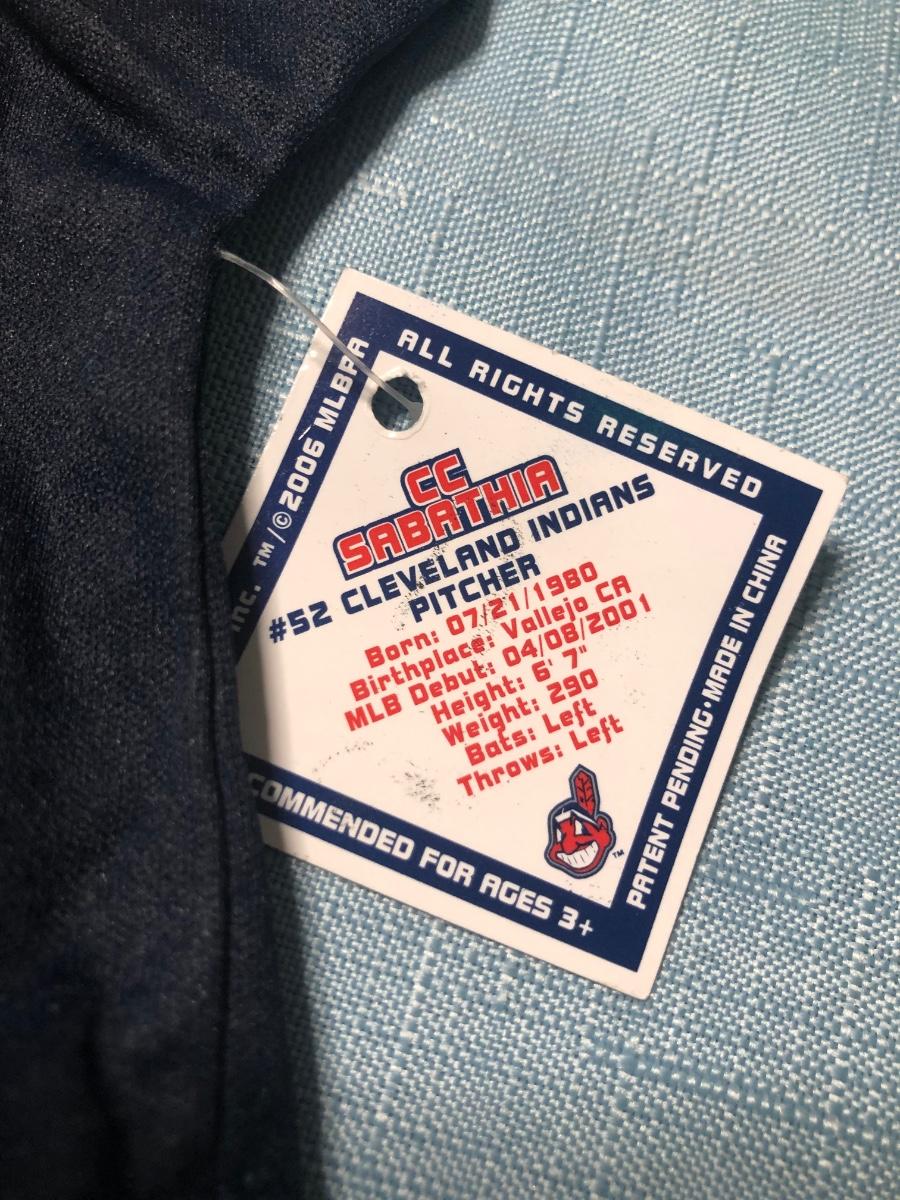 ALL RIGHTS RESERVED
INC. ™/©2006 MLBPA
CC
SABATHIA
#52 CLEVELAND INDIANS
PITCHER
Born: 07/21/1980
Birthplace: Vallejo CA
MLB Debut: 04/08/2001
Height: 6' 7"
Weight: 290
Bats: Left
Throws: Left
TM
PATENT PENDING•MADE IN CHINA
COMMENDED FOR AGES 3+